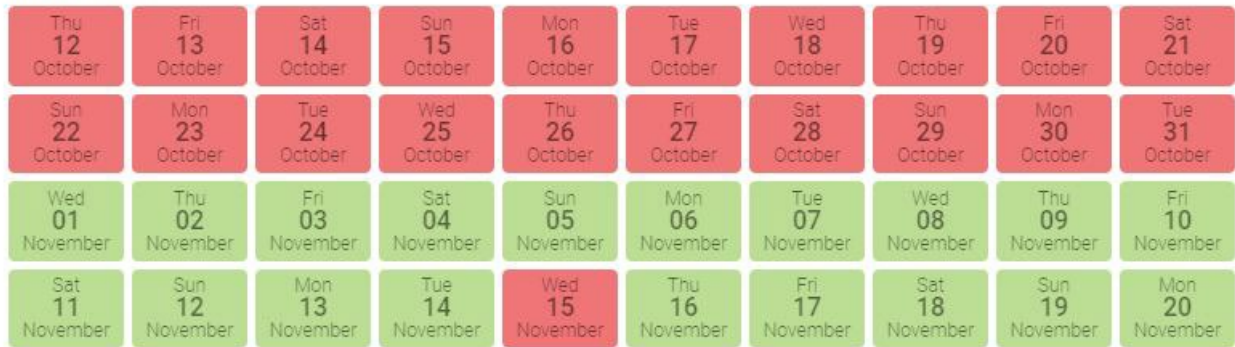 Thu Fri Sat Sun Mon Tue Wed Thu Fri Sat
12 13 14 15 16 17 18 19 20 21
October October October October October October October October October October
Sun Mon Tue Wed Thu Fri Sat Sun Mon Tue
22 23 24 25 26 27 28 29 30 31
October October October October October October October October October October
Wed Thu Fri Sat Sun Mon Tue Wed Thu Fri
01 02 03 04 05 06 07 08 09 10
November November November November November November November November November November
Sat Sun Mon Tue Wed Thu Fri Sat Sun Mon
11 12 13 14 15 16 17 18 19 20
November November November November November November November November November November